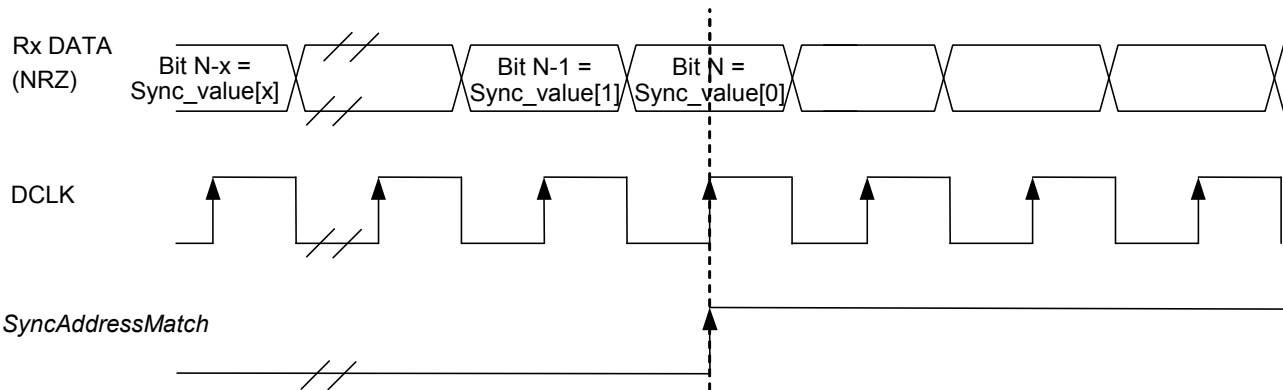 Rx DATA
(NRZ)
Bit N-x =
Sync_value[x]
Bit N-1 =
Sync_value[1]
Bit N =
Sync_value[0]
DCLK
SyncAddressMatch